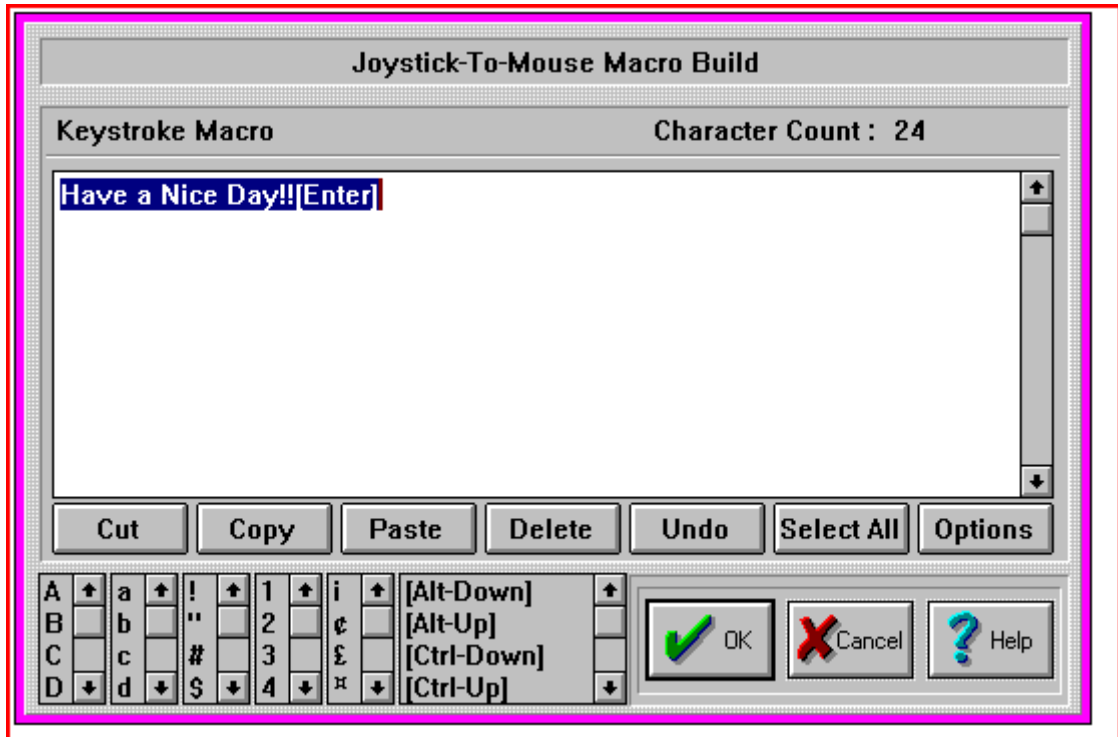 Joystick-To-Mouse Macro Build
Keystroke Macro Character Count : 24
Have a Nice Day!![Enter]
Cut Copy Paste Delete Undo Select All Options
A a ! 1 ¡ [Alt-Down]
B b " 2 ¢ [Alt-Up]
C c # 3 £ [Ctrl-Down]
D d $ 4 ¤ [Ctrl-Up]
OK Cancel Help